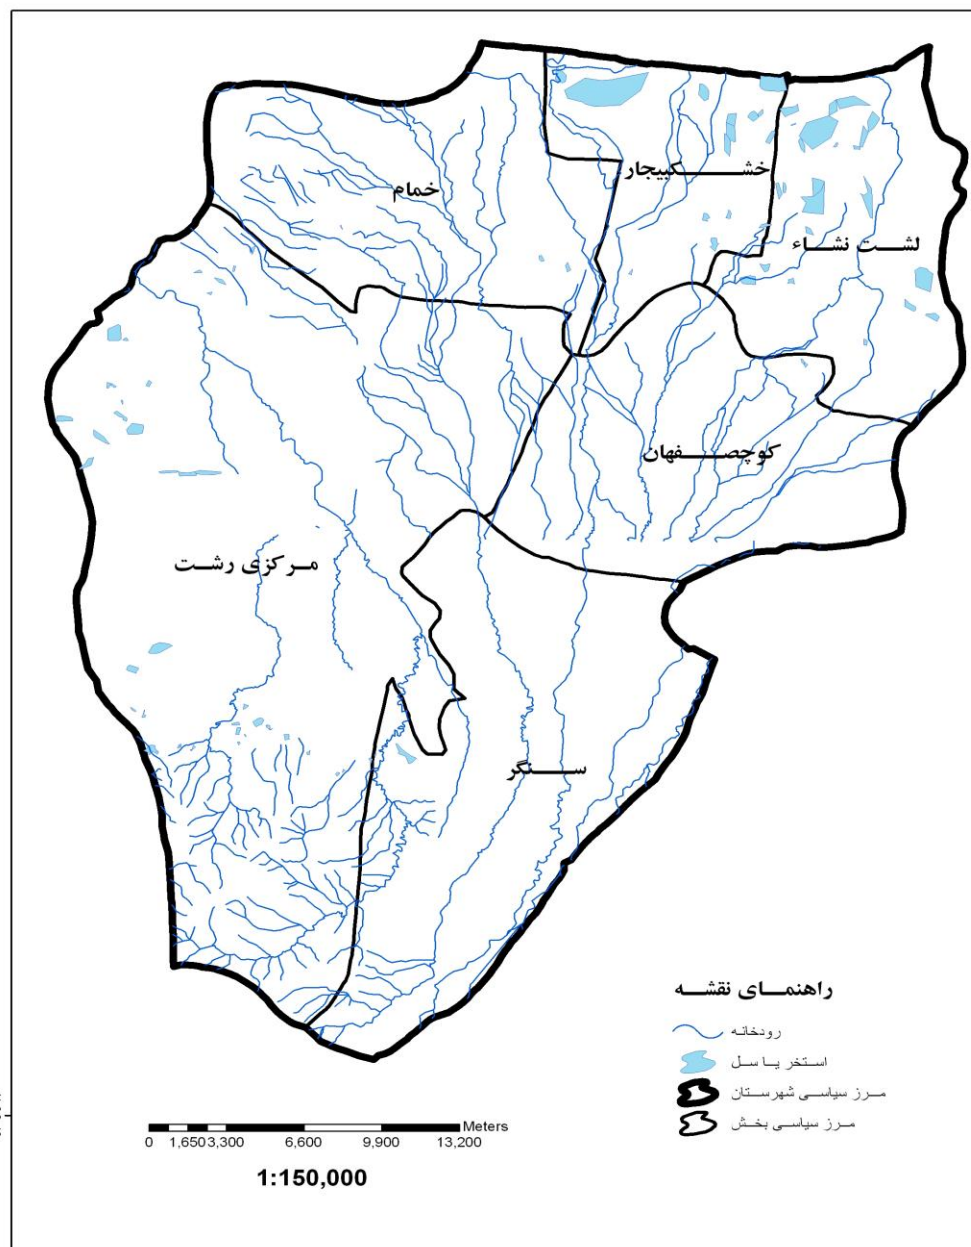 خشکبیجار
خمام
لشت نشاء
کوچصفهان
مرکزی رشت
سنگر
راهنمای نقشه
رودخانه
استخر یا سل
مرز سیاسی شهرستان
مرز سیاسی بخش
Meters
0 1,650 3,300 6,600 9,900 13,200
1:150,000